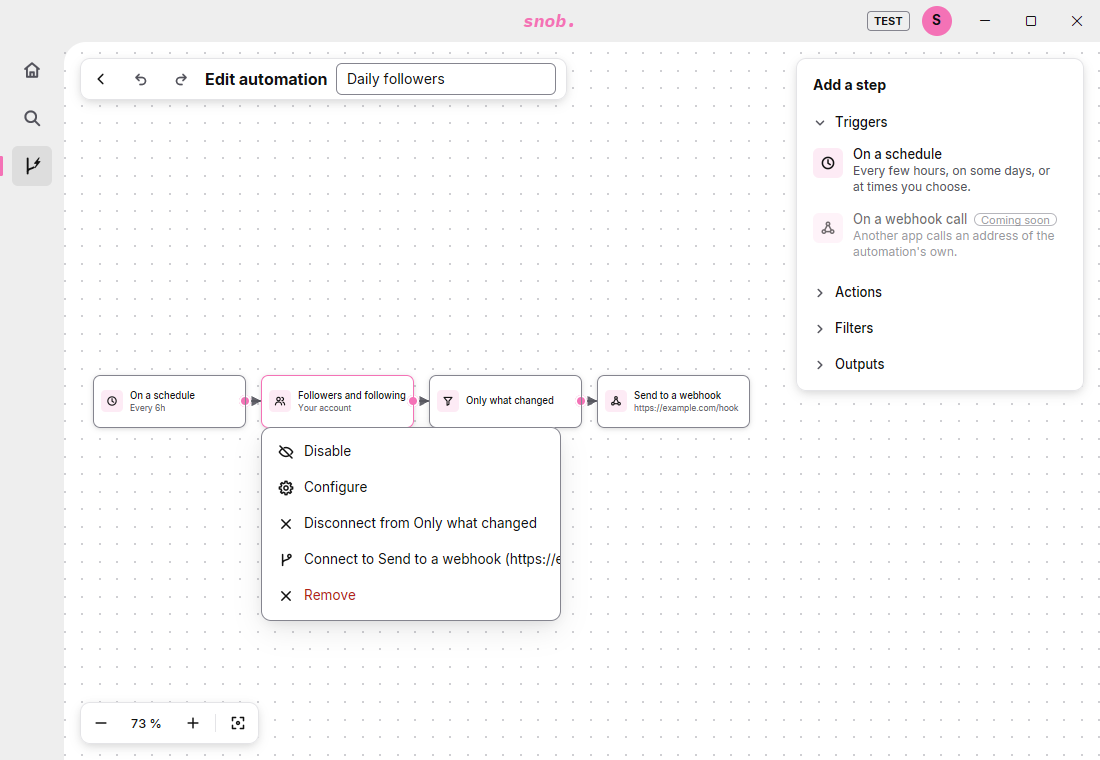 snob.
TEST
S
Edit automation
Daily followers
Add a step
Triggers
On a schedule
Every few hours, on some days, or
at times you choose.
On a webhook call
Coming soon
Another app calls an address of the
automation's own.
Actions
Filters
Outputs
On a schedule
Every 6h
Followers and following
Your account
Only what changed
Send to a webhook
https://example.com/hook
Disable
Configure
Disconnect from Only what changed
Connect to Send to a webhook (https://e
Remove
73 %